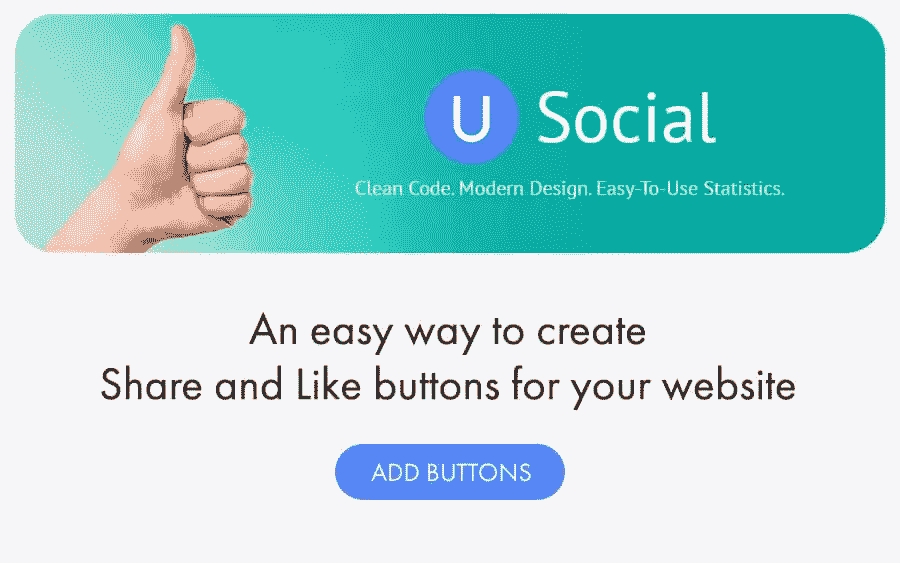 U Social
Clean Code. Modern Design. Easy-To-Use Statistics.
An easy way to create
Share and Like buttons for your website
ADD BUTTONS